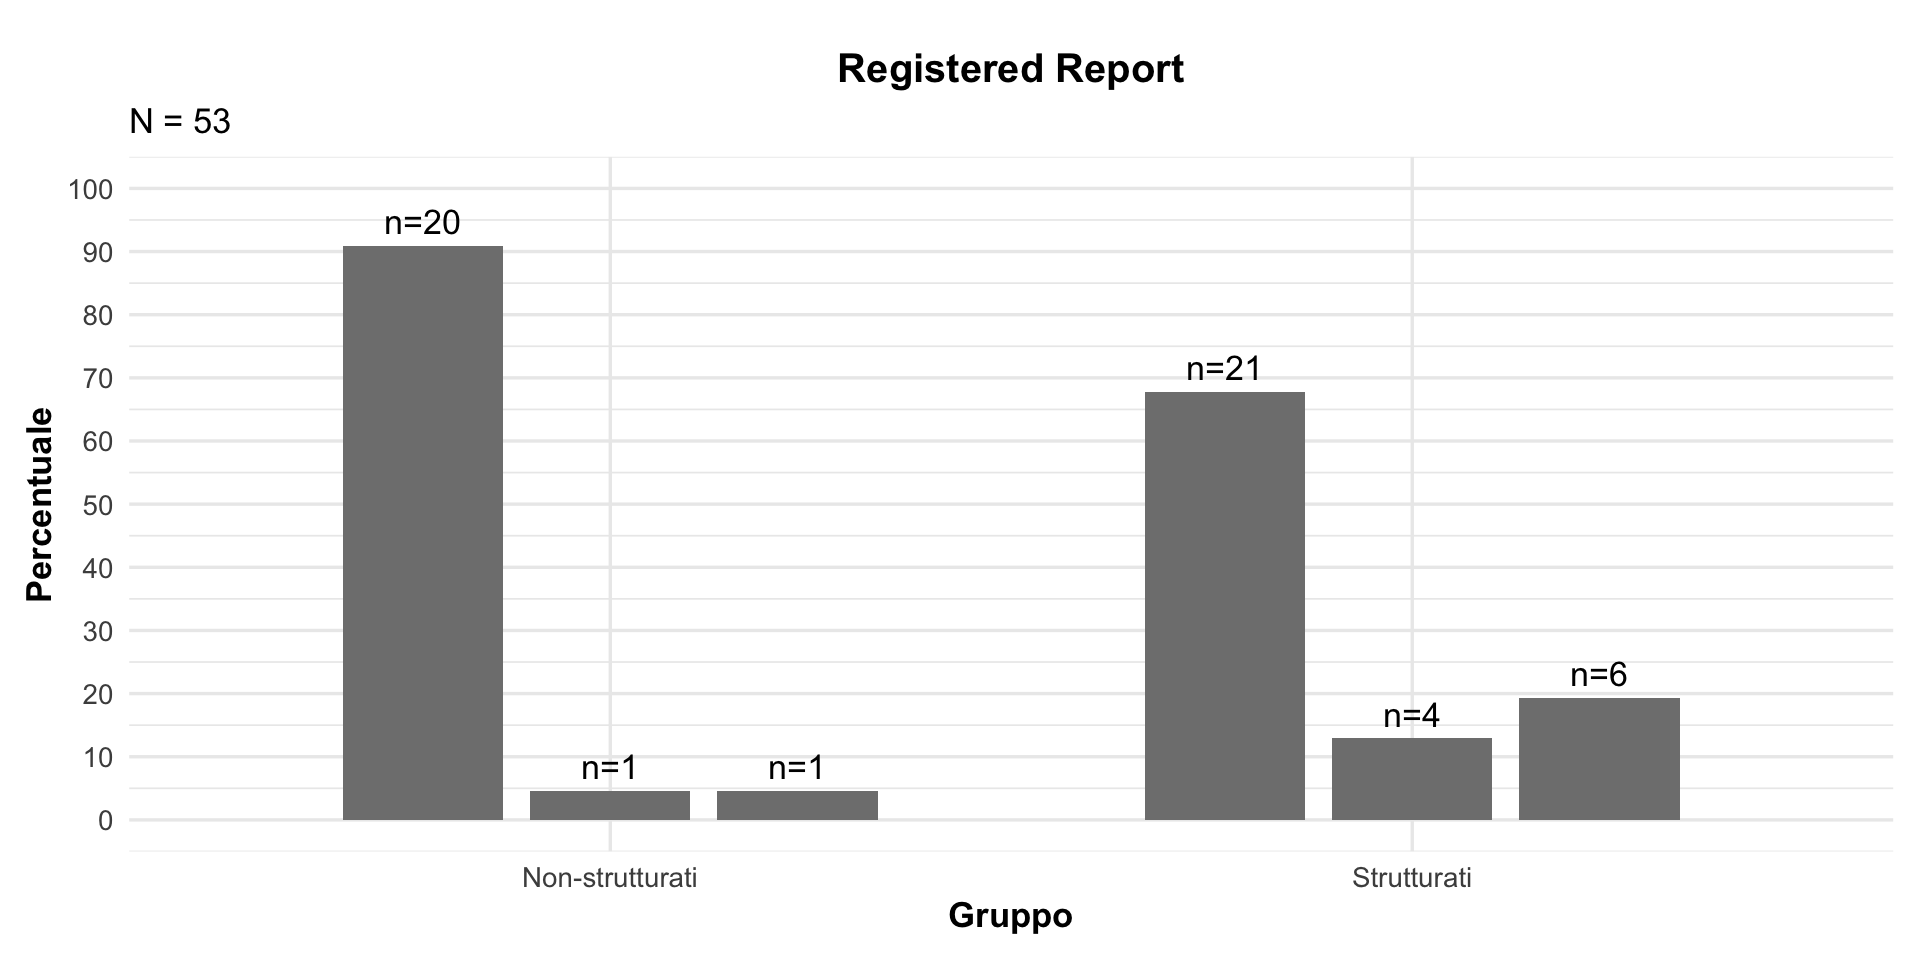 Registered Report
N = 53
100
90
80
70
60
50
40
30
20
10
0
Percentuale
n=20
n=1
n=1
n=21
n=4
n=6
Non-strutturati
Strutturati
Gruppo